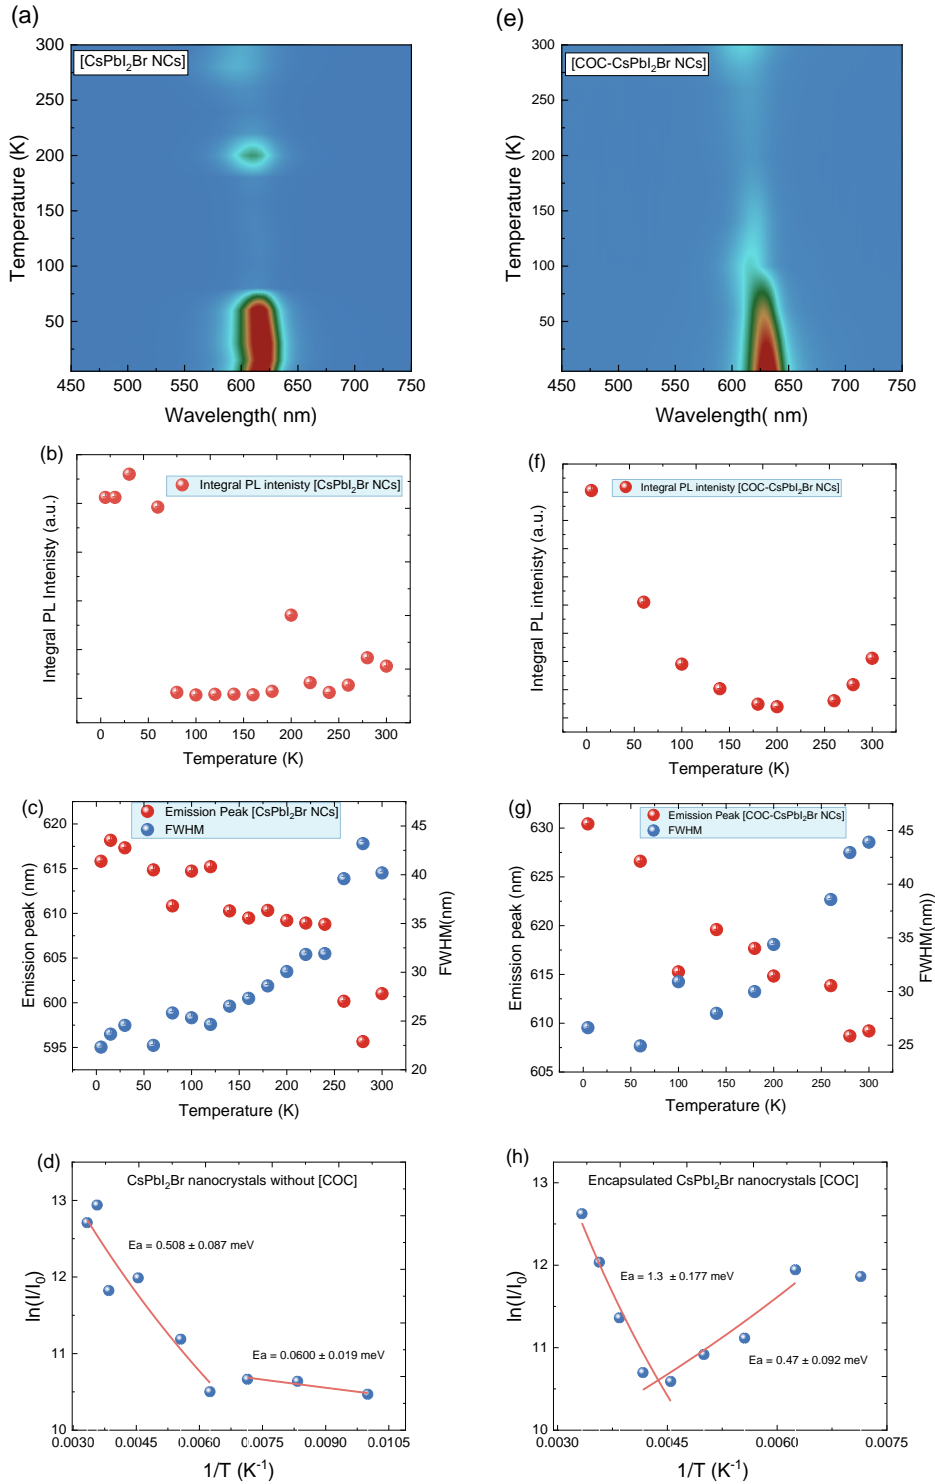 (a)
[CsPbI₂Br NCs]
300
250
200
150
100
50
Temperature (K)
450 500 550 600 650 700 750
Wavelength( nm)
(e)
[COC-CsPbI₂Br NCs]
300
250
200
150
100
50
Temperature (K)
450 500 550 600 650 700 750
Wavelength( nm)
(b)
Integral PL intenisty [CsPbI₂Br NCs]
Integral PL Intenisty (a.u.)
0 50 100 150 200 250 300
Temperature (K)
(f)
Integral PL intenisty [COC-CsPbI₂Br NCs]
Integral PL intenisty (a.u.)
0 50 100 150 200 250 300
Temperature (K)
(c)
Emission Peak [CsPbI₂Br NCs]
FWHM
620
615
610
605
600
595
Emission peak (nm)
45
40
35
30
25
20
FWHM(nm)
0 50 100 150 200 250 300
Temperature (K)
(g)
Emission Peak [COC-CsPbI₂Br NCs]
FWHM
630
625
620
615
610
605
Emission peak (nm)
45
40
35
30
25
FWHM(nm))
0 50 100 150 200 250 300
Temperature (K)
(d)
CsPbI₂Br nanocrystals without [COC]
13
12
11
10
ln(I/I₀)
Ea = 0.508 ± 0.087 meV
Ea = 0.0600 ± 0.019 meV
0.0030 0.0045 0.0060 0.0075 0.0090 0.0105
1/T (K⁻¹)
(h)
Encapsulated CsPbI₂Br nanocrystals [COC]
13
12
11
10
ln(I/I₀)
Ea = 1.3 ± 0.177 meV
Ea = 0.47 ± 0.092 meV
0.0030 0.0045 0.0060 0.0075
1/T (K⁻¹)